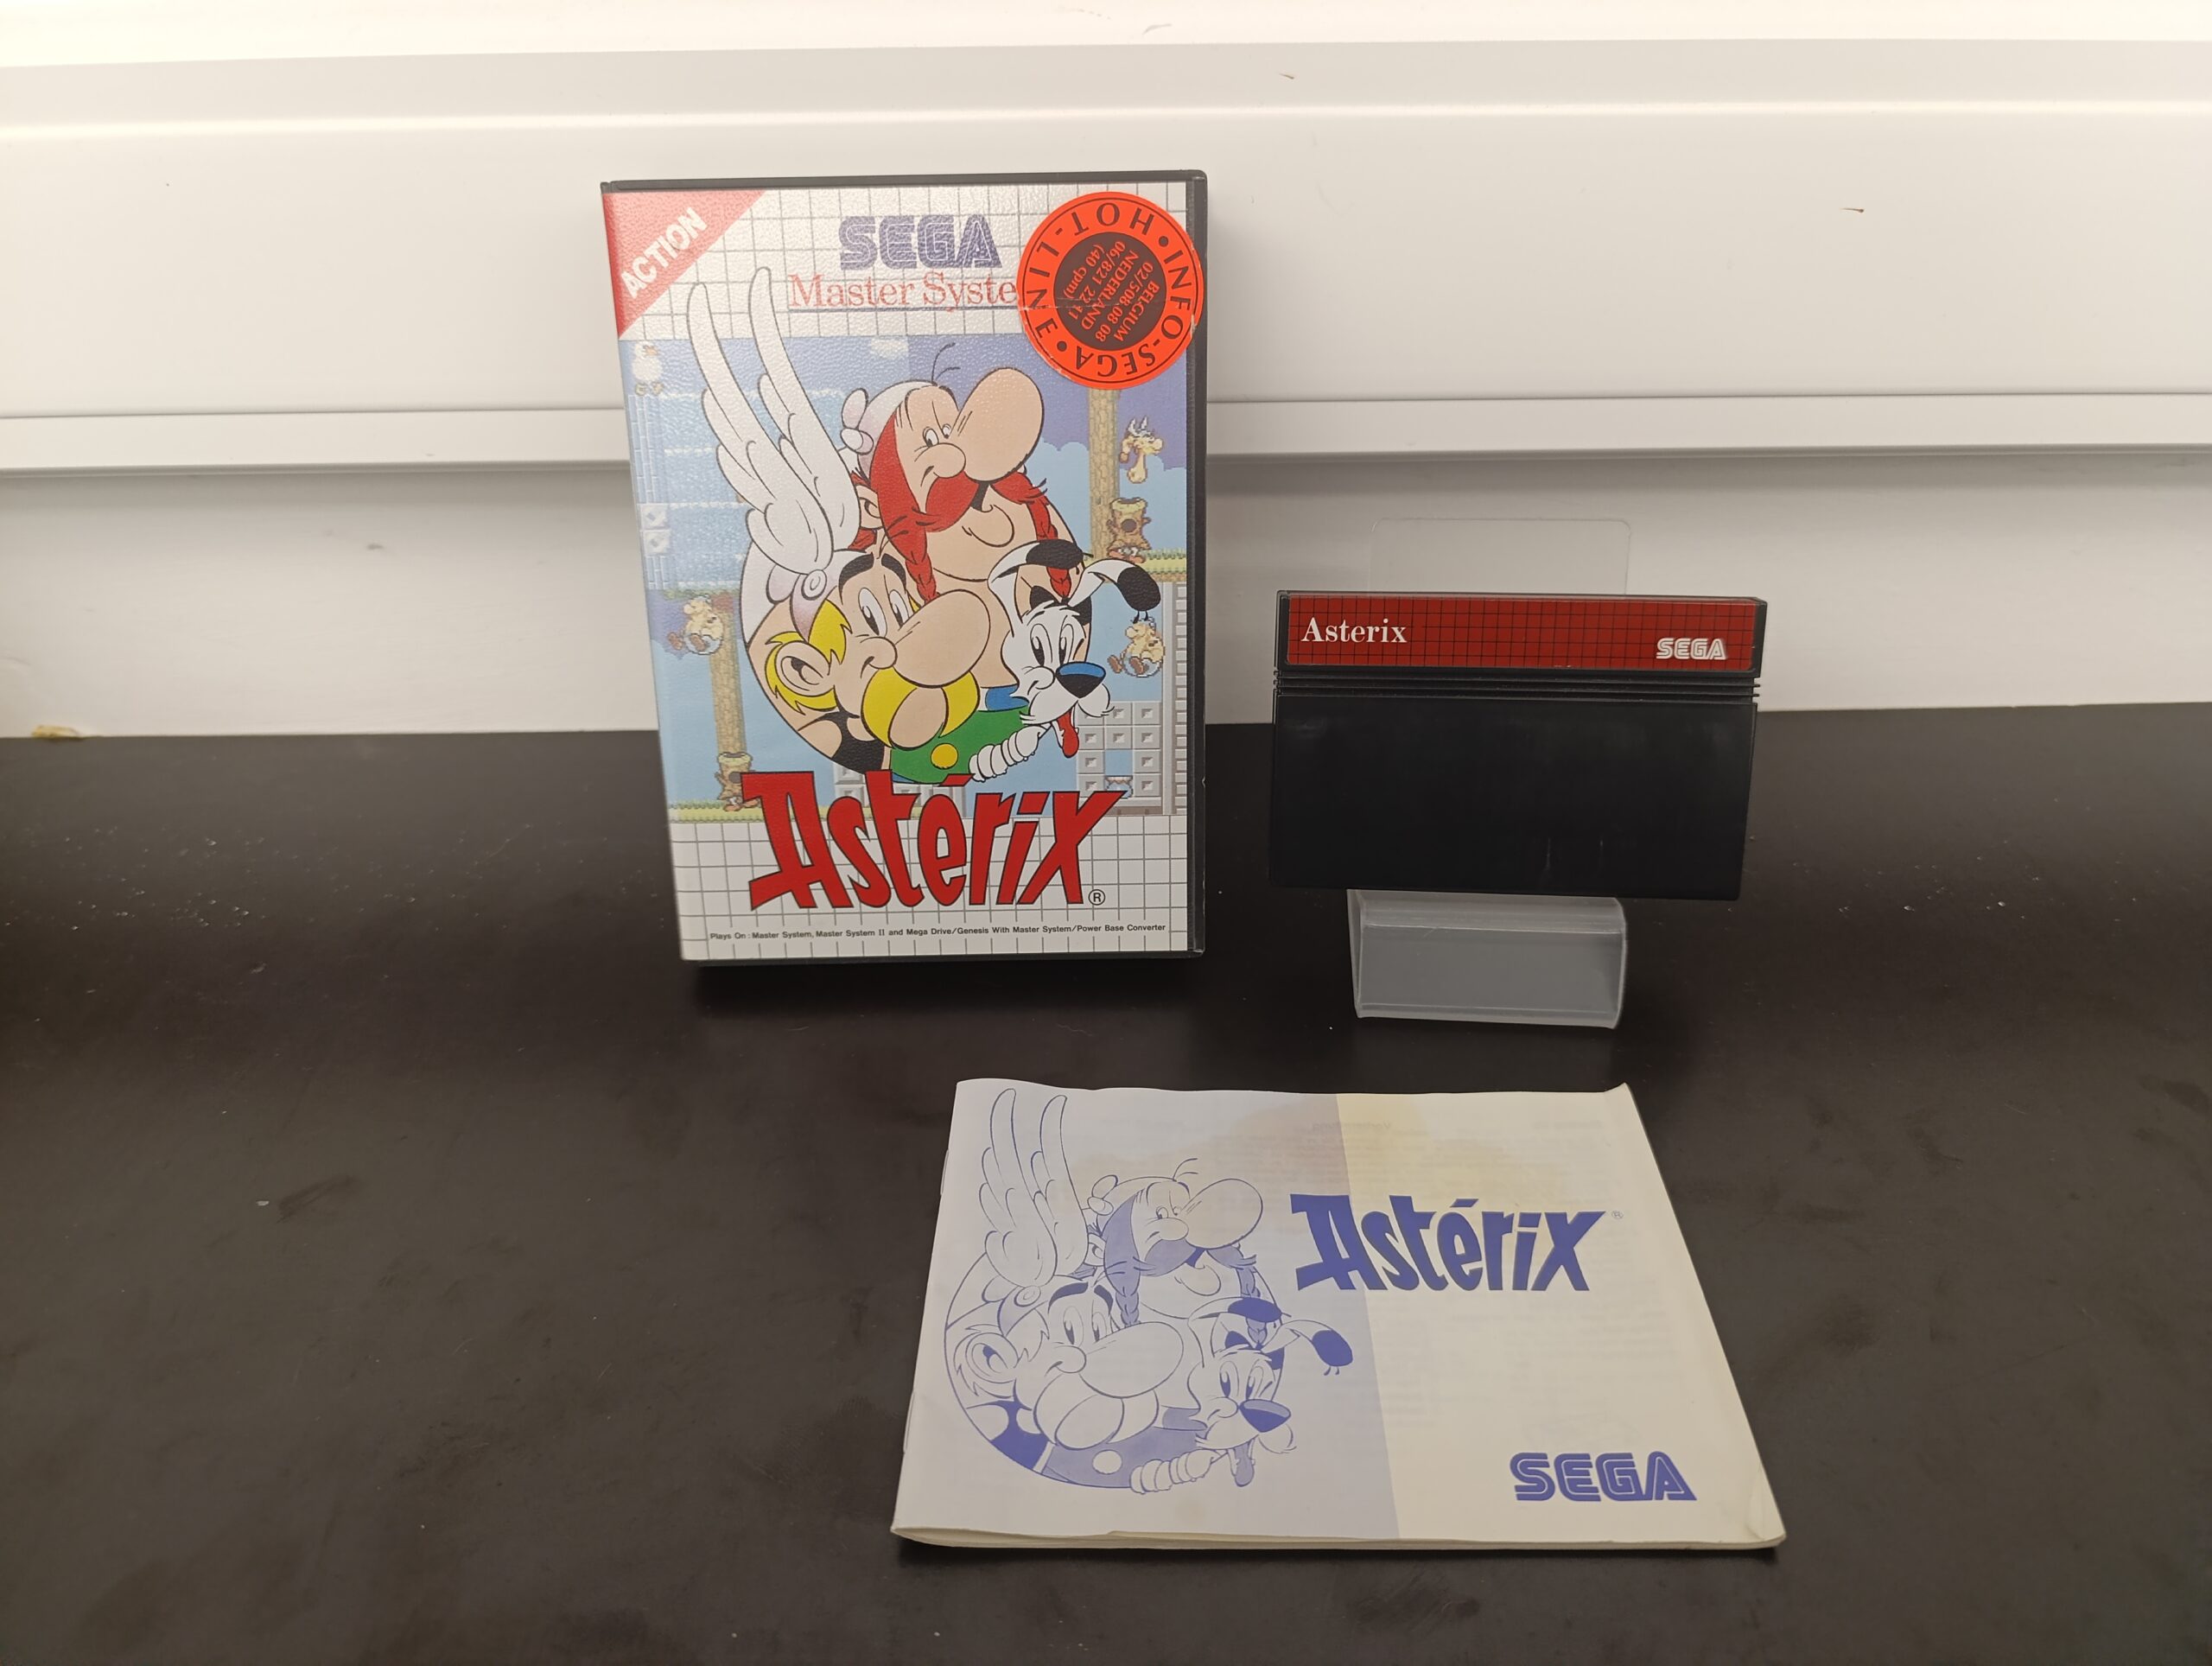 ACTION
SEGA
Master Syste
HOT-LINE • INFO-SEGA •
BELGIUM
02/508.08 08
NEDERLAND
06/821 22 11
(40 cpm)
Astérix®
Plays On : Master System, Master System II and Mega Drive/Genesis With Master System/Power Base Converter
Asterix
SEGA
Astérix®
SEGA